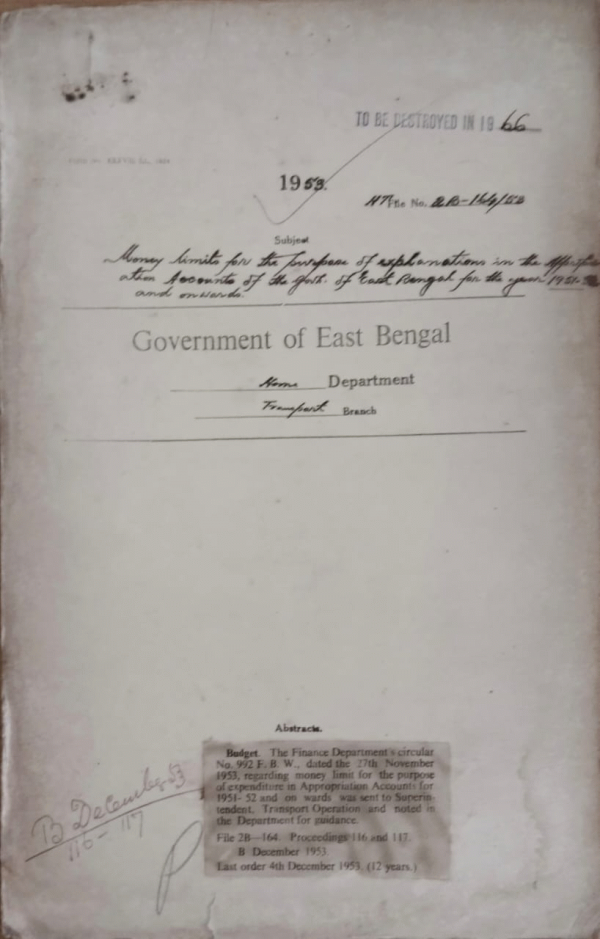 TO BE DESTROYED IN 19 66
1953.
HT File No. 2B-164/53
Subject
Money limits for the purpose of explanations in the Appropri-
ation Accounts of the Govt. of East Bengal for the year 1951-52
and onwards.
Government of East Bengal
Home Department
Transport Branch
Abstracts.
Budget. The Finance Department's circular
No. 992 F. B. W., dated the 27th November
1953, regarding money limit for the purpose
of expenditure in Appropriation Accounts for
1951-52 and on wards was sent to Superin-
tendent, Transport Operation and noted in
the Department for guidance.
File 2B—164. Proceedings 116 and 117.
B December 1953.
Last order 4th December 1953. (12 years.)
B December 53
116 - 117